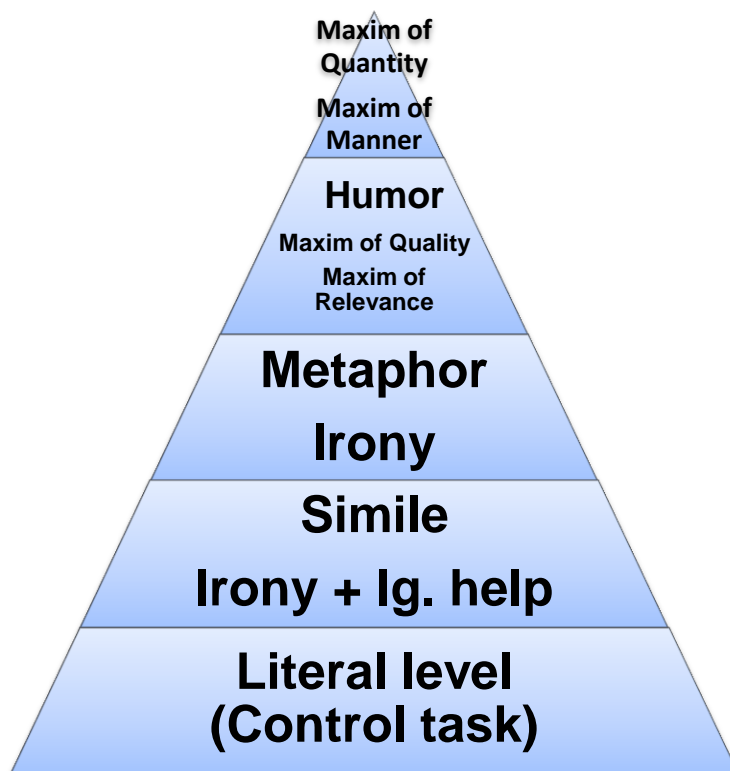 Maxim of
Quantity
Maxim of
Manner
Humor
Maxim of Quality
Maxim of
Relevance
Metaphor
Irony
Simile
Irony + Ig. help
Literal level
(Control task)